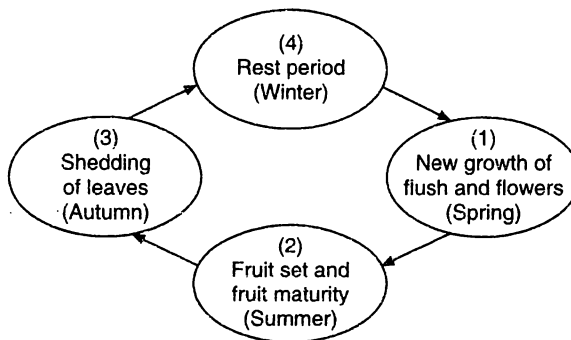 (4)
Rest period
(Winter)
(3)
Shedding
of leaves
(Autumn)
(1)
New growth of
flush and flowers
(Spring)
(2)
Fruit set and
fruit maturity
(Summer)